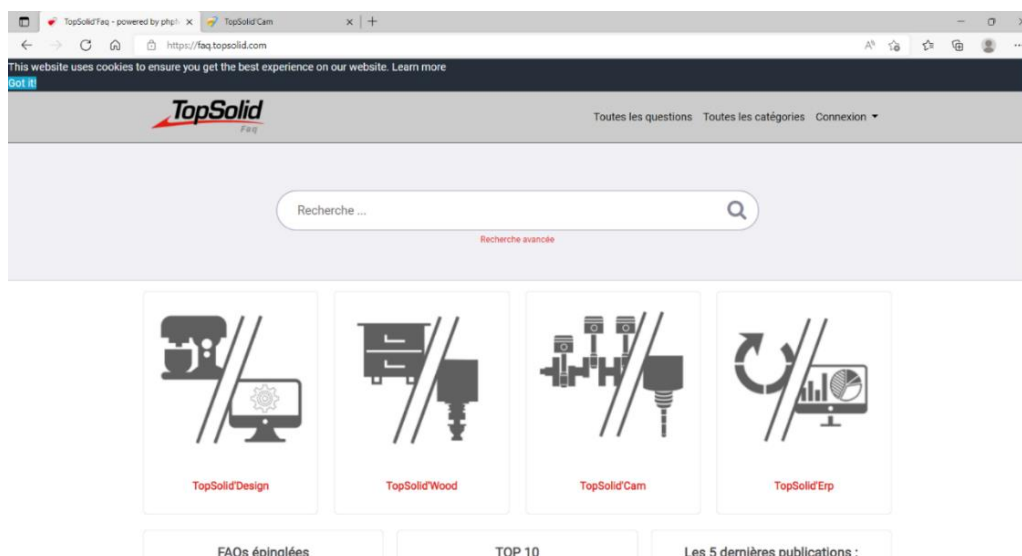 TopSolid'Faq - powered by phpM
TopSolid'Cam
https://faq.topsolid.com
This website uses cookies to ensure you get the best experience on our website. Learn more
Got it!
TopSolid
Faq
Toutes les questions Toutes les catégories Connexion
Recherche ...
Recherche avancée
TopSolid'Design TopSolid'Wood TopSolid'Cam TopSolid'Erp
FAQs épinglées TOP 10 Les 5 dernières publications :